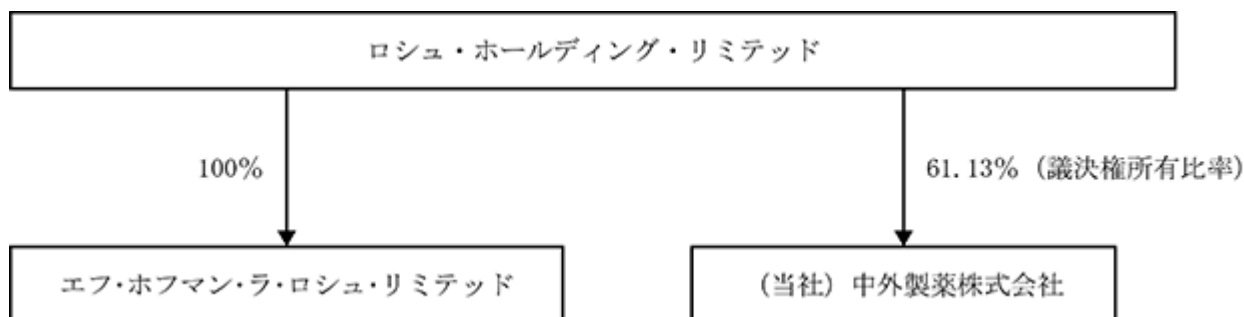 ロシュ・ホールディング・リミテッド
100%
61.13% (議決権所有比率)
エフ・ホフマン・ラ・ロシュ・リミテッド
(当社) 中外製薬株式会社